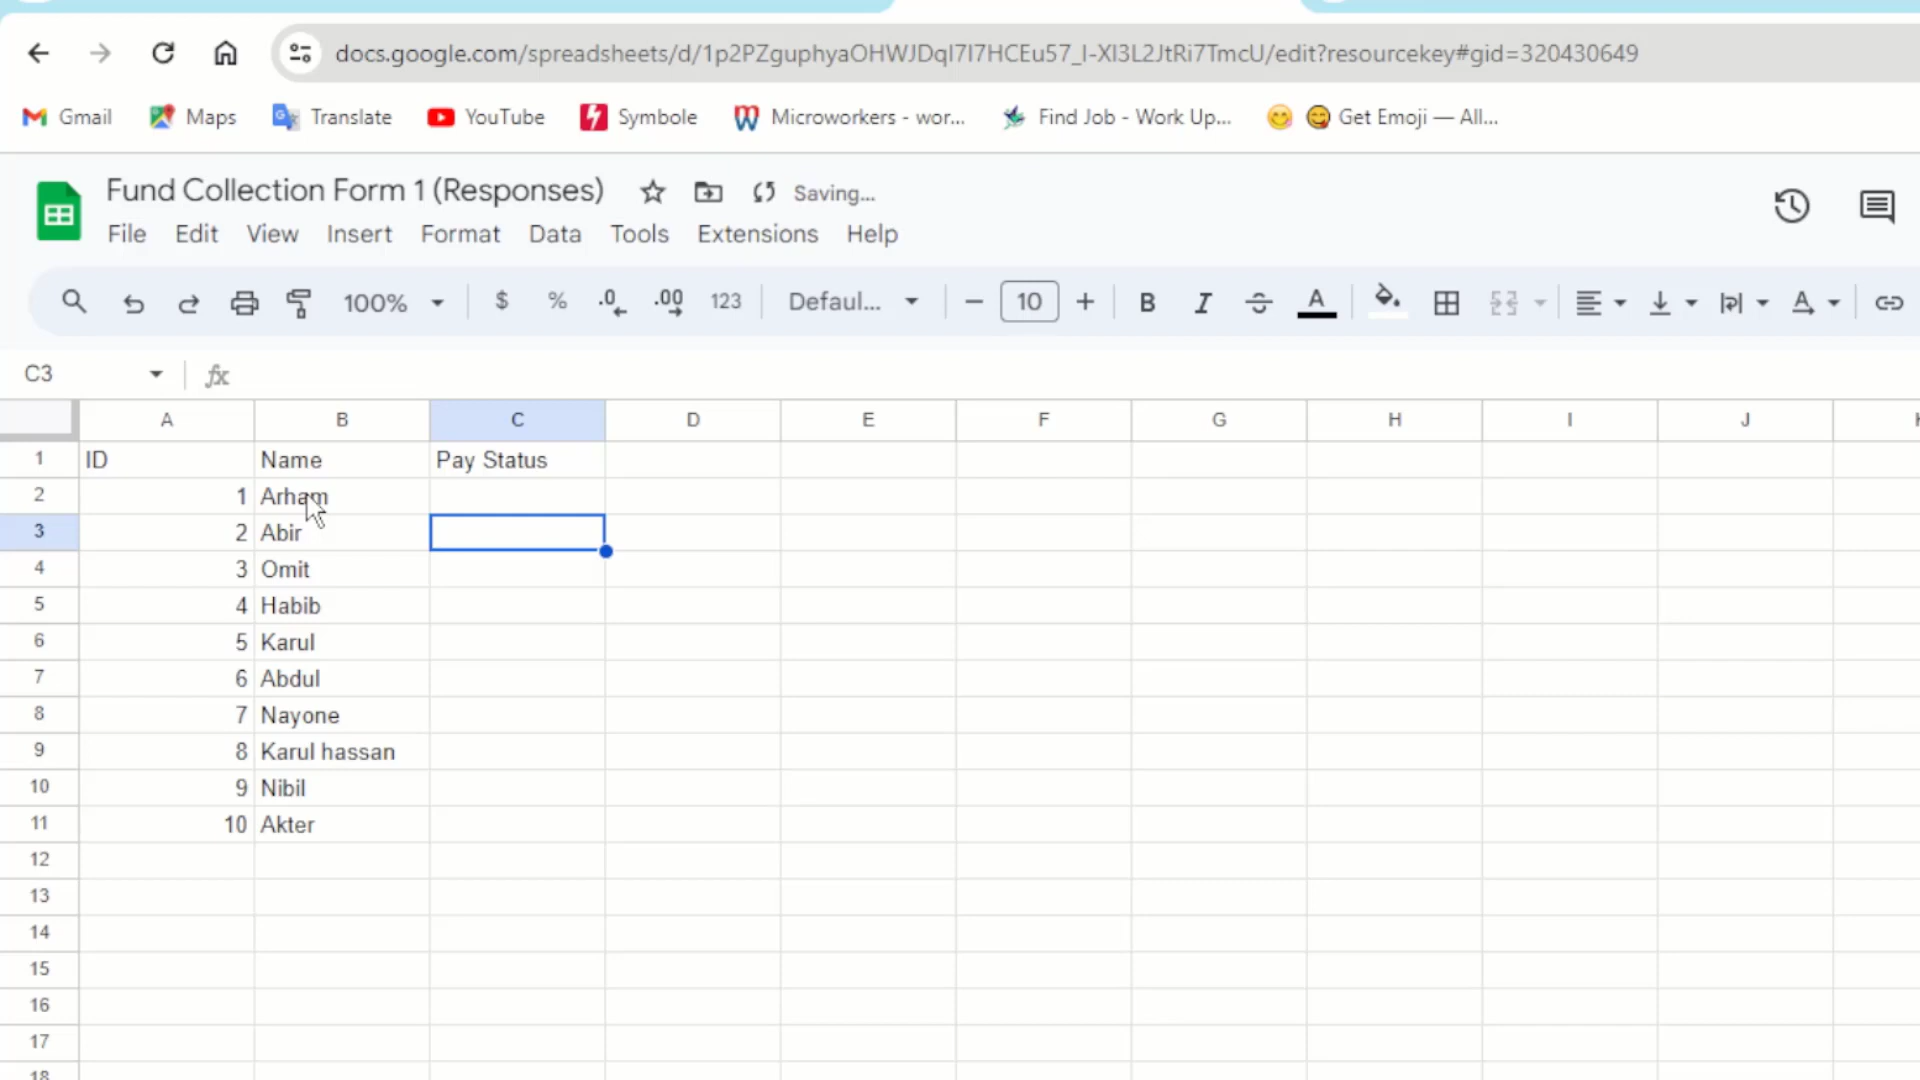 docs.google.com/spreadsheets/d/1p2PZguphyaOHWJDqI7I7HCEu57_I-XI3L2JtRi7TmcU/edit?resourcekey#gid=320430649
Gmail Maps Translate YouTube Symbole Microworkers - wor... Find Job - Work Up... Get Emoji — All...
Fund Collection Form 1 (Responses) Saving...
File Edit View Insert Format Data Tools Extensions Help
100% $ % .0 .00 123 Defaul... − 10 + B I A A
C3 fx
A B C D E F G H I J
1 ID Name Pay Status
2 1 Arham
3 2 Abir
4 3 Omit
5 4 Habib
6 5 Karul
7 6 Abdul
8 7 Nayone
9 8 Karul hassan
10 9 Nibil
11 10 Akter
12
13
14
15
16
17
18